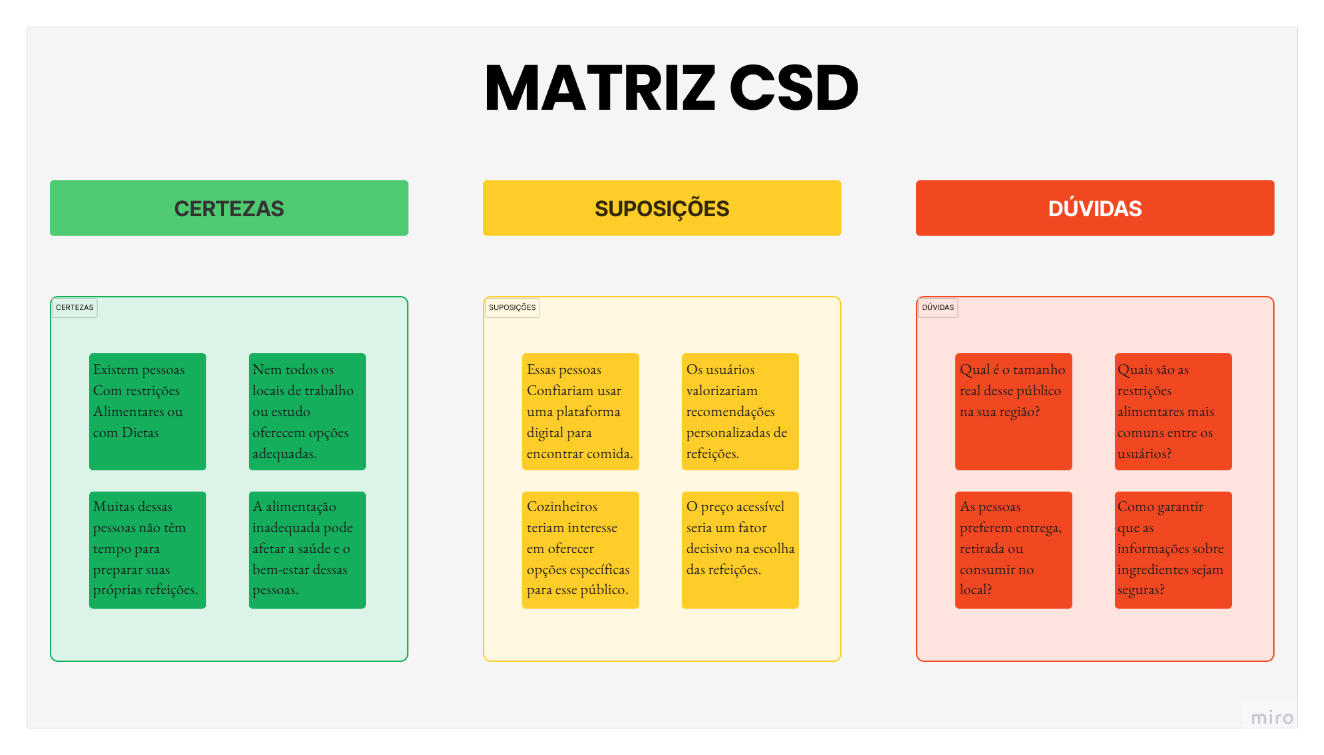 MATRIZ CSD
CERTEZAS
SUPOSIÇÕES
DÚVIDAS
CERTEZAS
Existem pessoas
Com restrições
Alimentares ou
com Dietas
Nem todos os
locais de trabalho
ou estudo
oferecem opções
adequadas.
Muitas dessas
pessoas não têm
tempo para
preparar suas
próprias refeições.
A alimentação
inadequada pode
afetar a saúde e o
bem-estar dessas
pessoas.
SUPOSIÇÕES
Essas pessoas
Confiariam usar
uma plataforma
digital para
encontrar comida.
Os usuários
valorizariam
recomendações
personalizadas de
refeições.
Cozinheiros
teriam interesse
em oferecer
opções específicas
para esse público.
O preço acessível
seria um fator
decisivo na escolha
das refeições.
DÚVIDAS
Qual é o tamanho
real desse público
na sua região?
Quais são as
restrições
alimentares mais
comuns entre os
usuários?
As pessoas
preferem entrega,
retirada ou
consumir no
local?
Como garantir
que as
informações sobre
ingredientes sejam
seguras?
miro